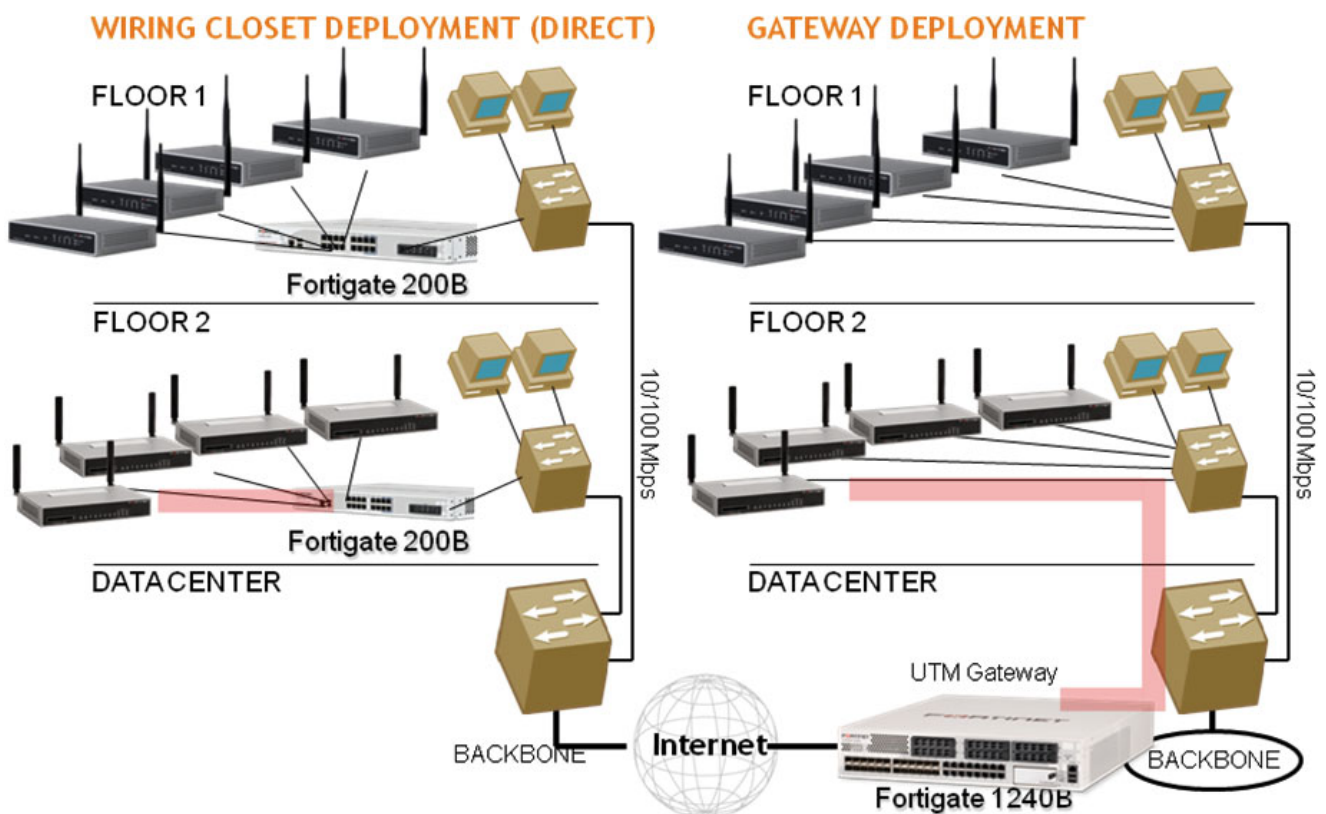 WIRING CLOSET DEPLOYMENT (DIRECT)
FLOOR 1
Fortigate 200B
FLOOR 2
10/100 Mbps
Fortigate 200B
DATACENTER
BACKBONE
Internet
GATEWAY DEPLOYMENT
FLOOR 1
FLOOR 2
10/100 Mbps
DATACENTER
UTM Gateway
FORTINET
BACKBONE
Fortigate 1240B